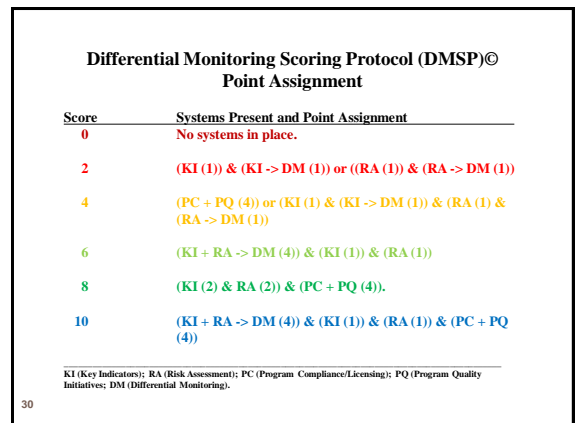 Differential Monitoring Scoring Protocol (DMSP)©
Point Assignment
Score Systems Present and Point Assignment
0 No systems in place.
2 (KI (1)) & (KI -> DM (1)) or ((RA (1)) & (RA -> DM (1))
4 (PC + PQ (4)) or (KI (1) & (KI -> DM (1)) & (RA (1) &
(RA -> DM (1))
6 (KI + RA -> DM (4)) & (KI (1)) & (RA (1))
8 (KI (2) & RA (2)) & (PC + PQ (4)).
10 (KI + RA -> DM (4)) & (KI (1)) & (RA (1)) & (PC + PQ
(4))
KI (Key Indicators); RA (Risk Assessment); PC (Program Compliance/Licensing); PQ (Program Quality
Initiatives; DM (Differential Monitoring).
30